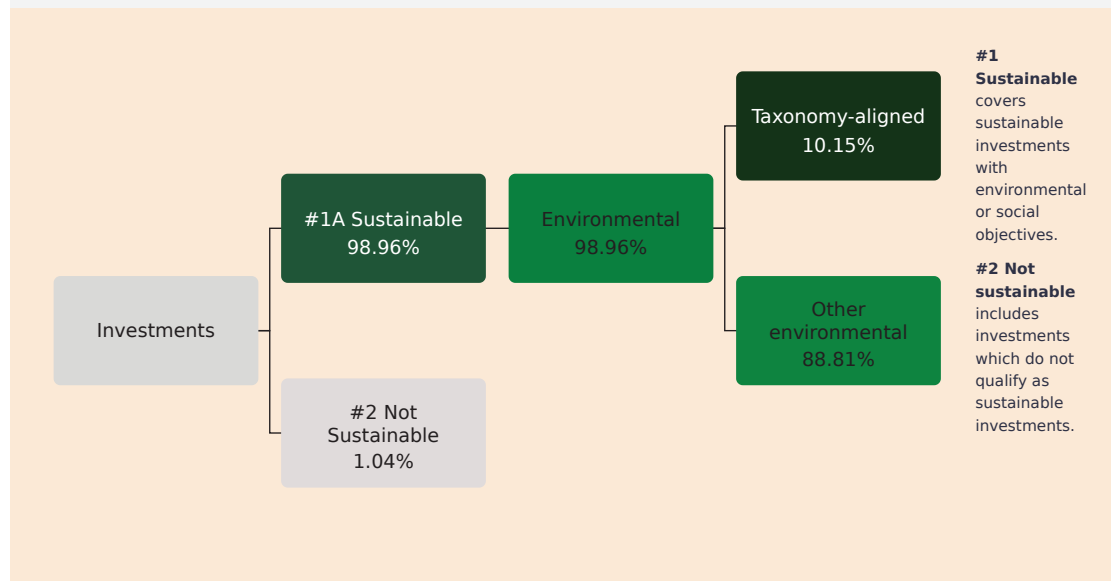 Investments
#1A Sustainable
98.96%
#2 Not
Sustainable
1.04%
Environmental
98.96%
Taxonomy-aligned
10.15%
Other
environmental
88.81%
#1
Sustainable
covers
sustainable
investments
with
environmental
or social
objectives.
#2 Not
sustainable
includes
investments
which do not
qualify as
sustainable
investments.